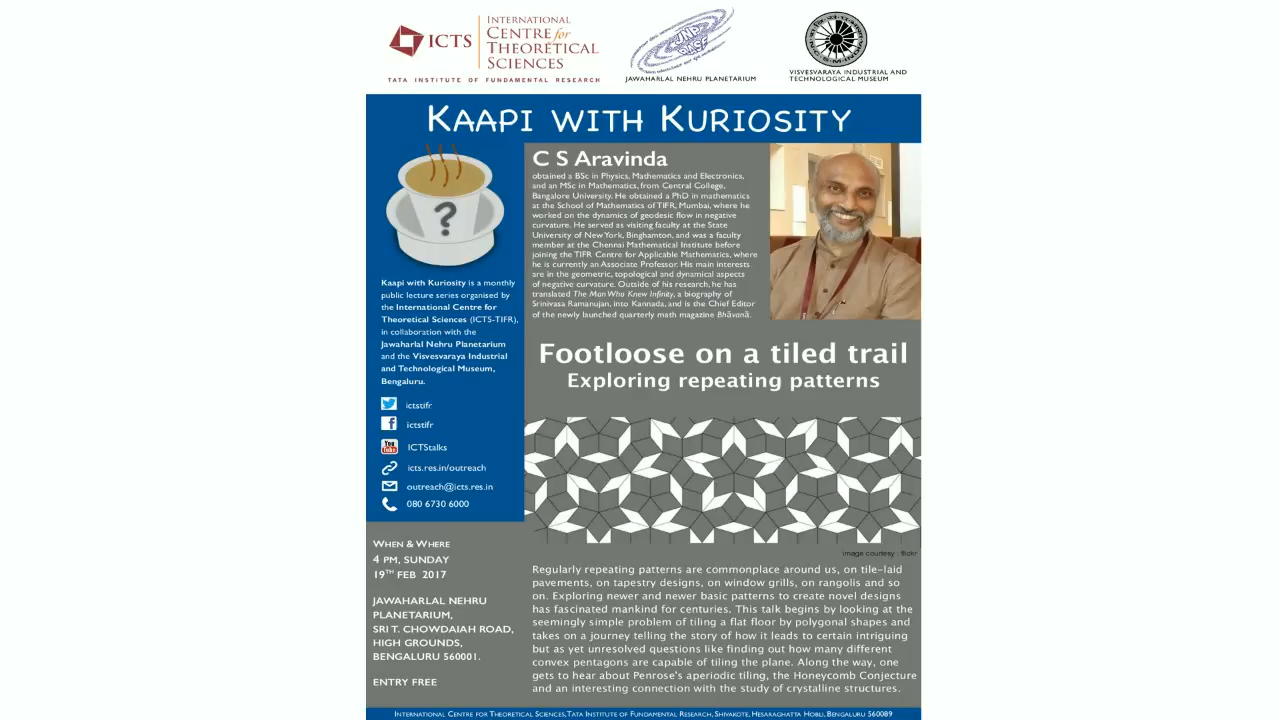 ICTS
INTERNATIONAL
CENTRE for
THEORETICAL
SCIENCES
TATA INSTITUTE OF FUNDAMENTAL RESEARCH
JAWAHARLAL NEHRU PLANETARIUM
VISVESVARAYA INDUSTRIAL AND
TECHNOLOGICAL MUSEUM
KAAPI WITH KURIOSITY
?
Kaapi with Kuriosity is a monthly
public lecture series organised by
the International Centre for
Theoretical Sciences (ICTS-TIFR),
in collaboration with the
Jawaharlal Nehru Planetarium
and the Visvesvaraya Industrial
and Technological Museum,
Bengaluru.
ictstifr
ictstifr
You
Tube
ICTStalks
icts.res.in/outreach
outreach@icts.res.in
080 6730 6000
WHEN & WHERE
4 PM, SUNDAY
19TH FEB 2017
JAWAHARLAL NEHRU
PLANETARIUM,
SRI T. CHOWDAIAH ROAD,
HIGH GROUNDS,
BENGALURU 560001.
ENTRY FREE
C S Aravinda
obtained a BSc in Physics, Mathematics and Electronics,
and an MSc in Mathematics, from Central College,
Bangalore University. He obtained a PhD in mathematics
at the School of Mathematics of TIFR, Mumbai, where he
worked on the dynamics of geodesic flow in negative
curvature. He served as visiting faculty at the State
University of New York, Binghamton, and was a faculty
member at the Chennai Mathematical Institute before
joining the TIFR Centre for Applicable Mathematics, where
he is currently an Associate Professor. His main interests
are in the geometric, topological and dynamical aspects
of negative curvature. Outside of his research, he has
translated The Man Who Knew Infinity, a biography of
Srinivasa Ramanujan, into Kannada, and is the Chief Editor
of the newly launched quarterly math magazine Bhāvanā.
Footloose on a tiled trail
Exploring repeating patterns
image courtesy : flickr
Regularly repeating patterns are commonplace around us, on tile-laid
pavements, on tapestry designs, on window grills, on rangolis and so
on. Exploring newer and newer basic patterns to create novel designs
has fascinated mankind for centuries. This talk begins by looking at the
seemingly simple problem of tiling a flat floor by polygonal shapes and
takes on a journey telling the story of how it leads to certain intriguing
but as yet unresolved questions like finding out how many different
convex pentagons are capable of tiling the plane. Along the way, one
gets to hear about Penrose's aperiodic tiling, the Honeycomb Conjecture
and an interesting connection with the study of crystalline structures.
INTERNATIONAL CENTRE FOR THEORETICAL SCIENCES, TATA INSTITUTE OF FUNDAMENTAL RESEARCH, SHIVAKOTE, HESARAGHATTA HOBLI, BENGALURU 560089